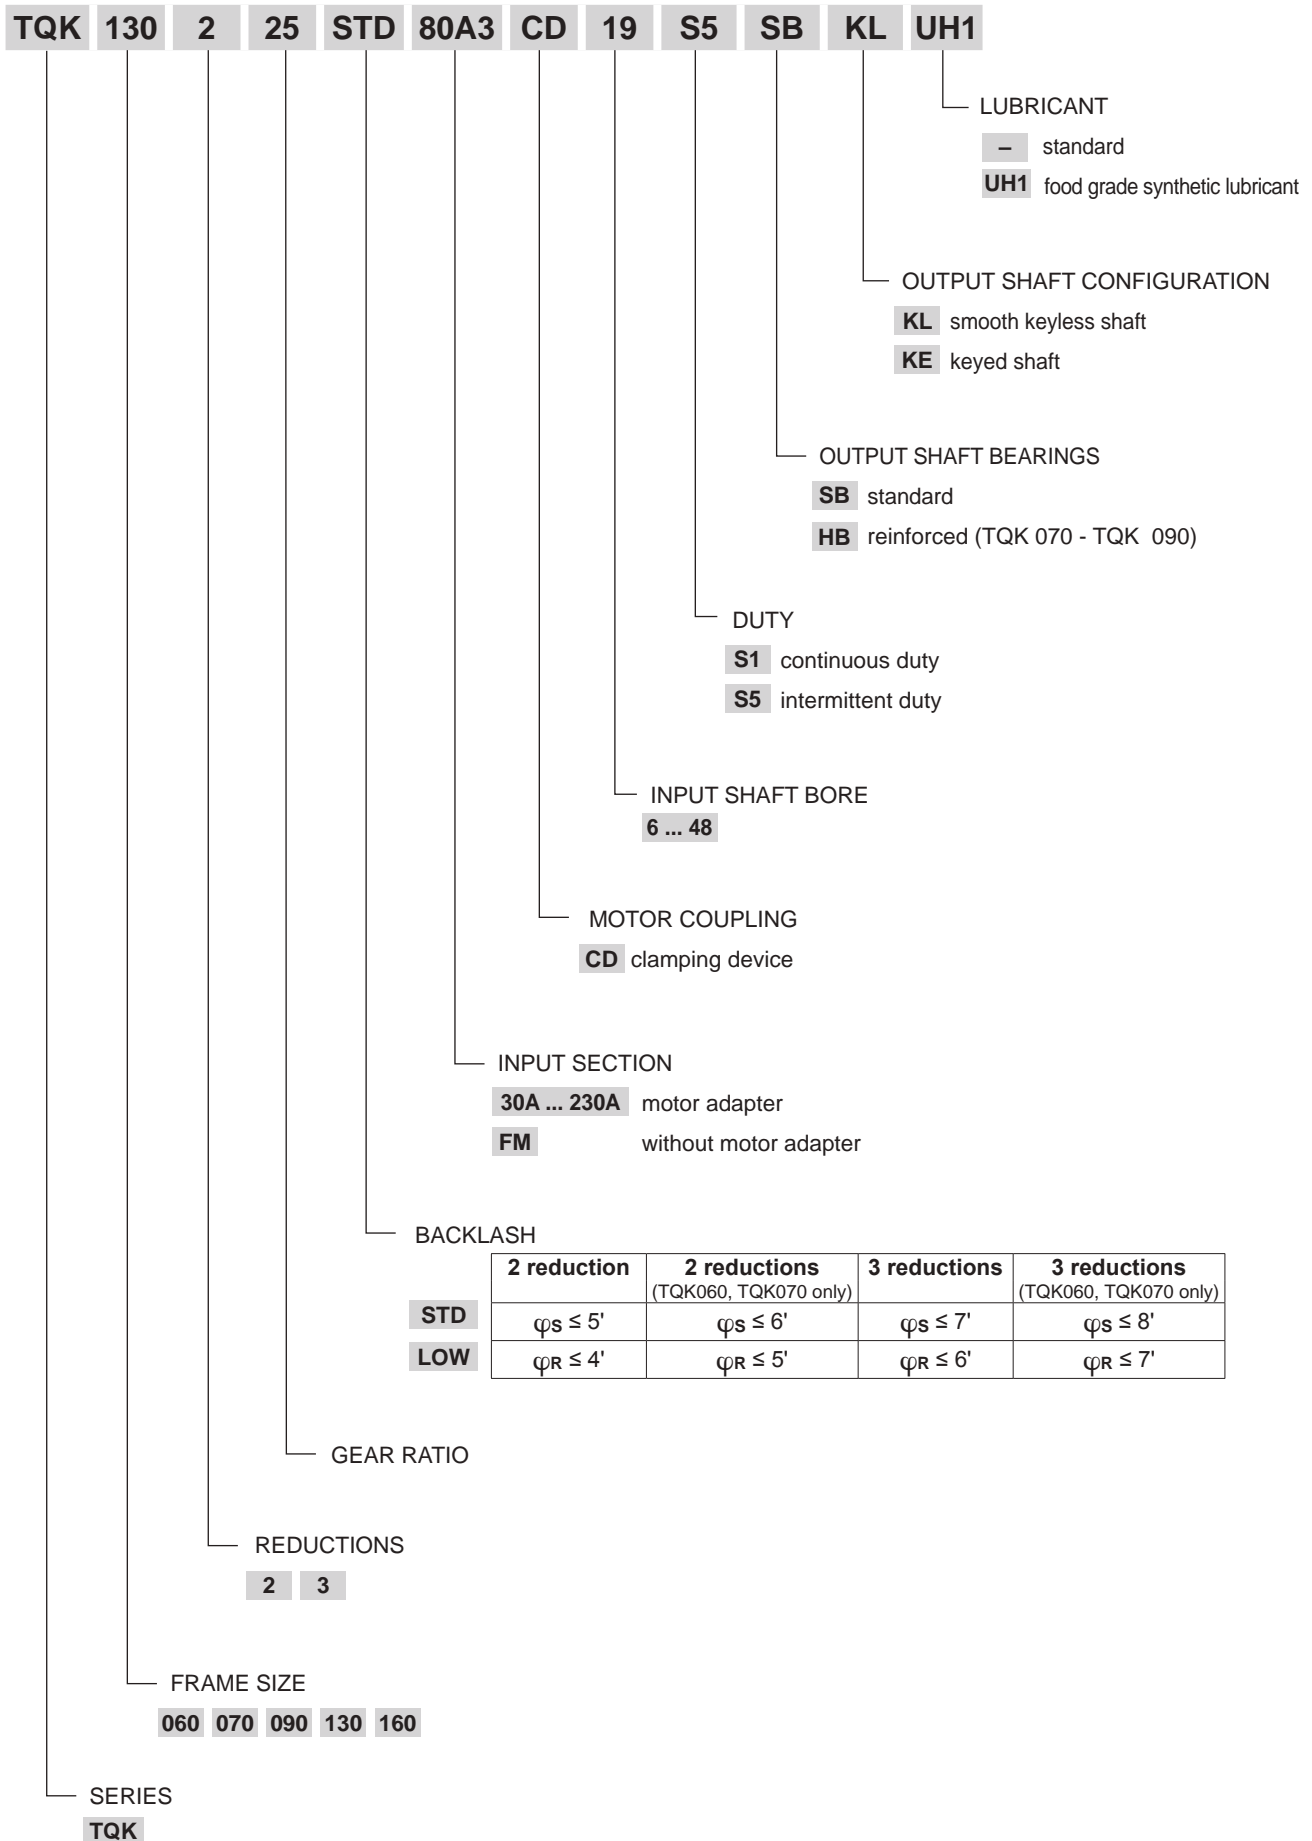 TQK 130 2 25 STD 80A3 CD 19 S5 SB KL UH1
LUBRICANT
– standard
UH1 food grade synthetic lubricant
OUTPUT SHAFT CONFIGURATION
KL smooth keyless shaft
KE keyed shaft
OUTPUT SHAFT BEARINGS
SB standard
HB reinforced (TQK 070 - TQK 090)
DUTY
S1 continuous duty
S5 intermittent duty
INPUT SHAFT BORE
6 ... 48
MOTOR COUPLING
CD clamping device
INPUT SECTION
30A ... 230A motor adapter
FM without motor adapter
BACKLASH
2 reduction 2 reductions 3 reductions 3 reductions
(TQK060, TQK070 only) (TQK060, TQK070 only)
STD φS ≤ 5' φS ≤ 6' φS ≤ 7' φS ≤ 8'
LOW φR ≤ 4' φR ≤ 5' φR ≤ 6' φR ≤ 7'
GEAR RATIO
REDUCTIONS
2 3
FRAME SIZE
060 070 090 130 160
SERIES
TQK